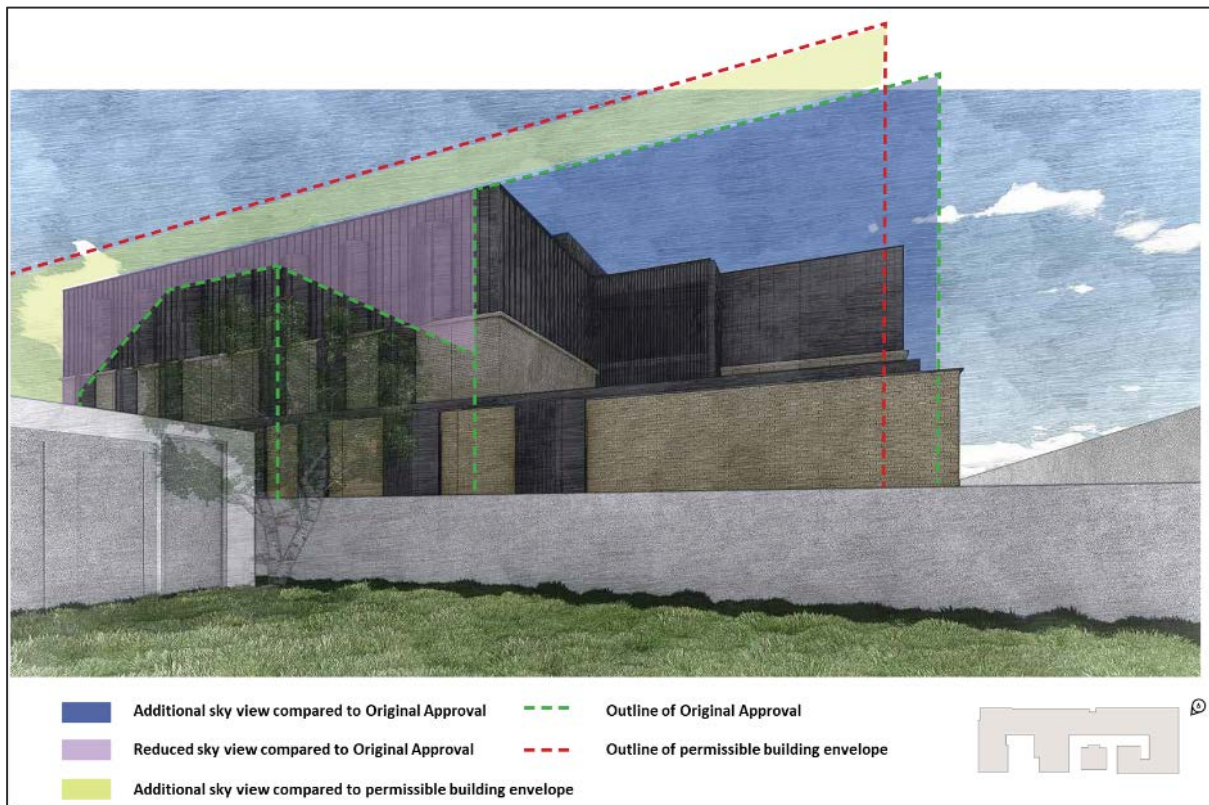 Additional sky view compared to Original Approval
Outline of Original Approval
Reduced sky view compared to Original Approval
Outline of permissible building envelope
Additional sky view compared to permissible building envelope